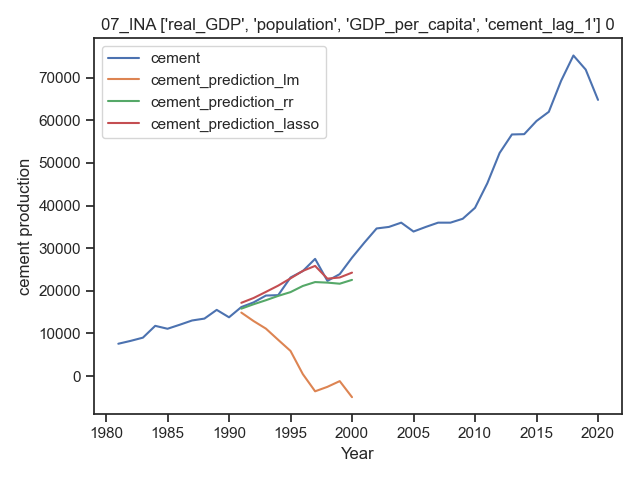 07_INA ['real_GDP', 'population', 'GDP_per_capita', 'cement_lag_1'] 0
cement
cement_prediction_lm
cement_prediction_rr
cement_prediction_lasso
cement production
70000
60000
50000
40000
30000
20000
10000
0
1980 1985 1990 1995 2000 2005 2010 2015 2020
Year